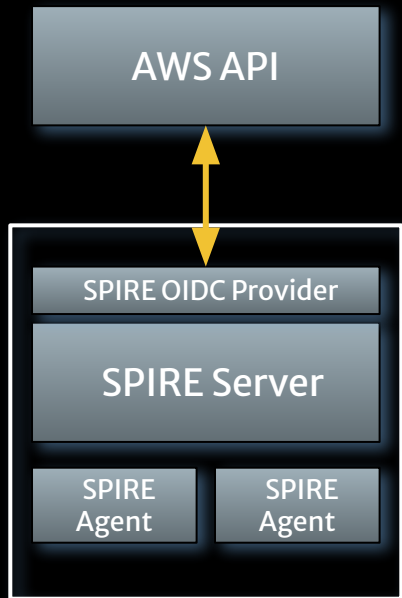 AWS API
SPIRE OIDC Provider
SPIRE Server
SPIRE
Agent
SPIRE
Agent